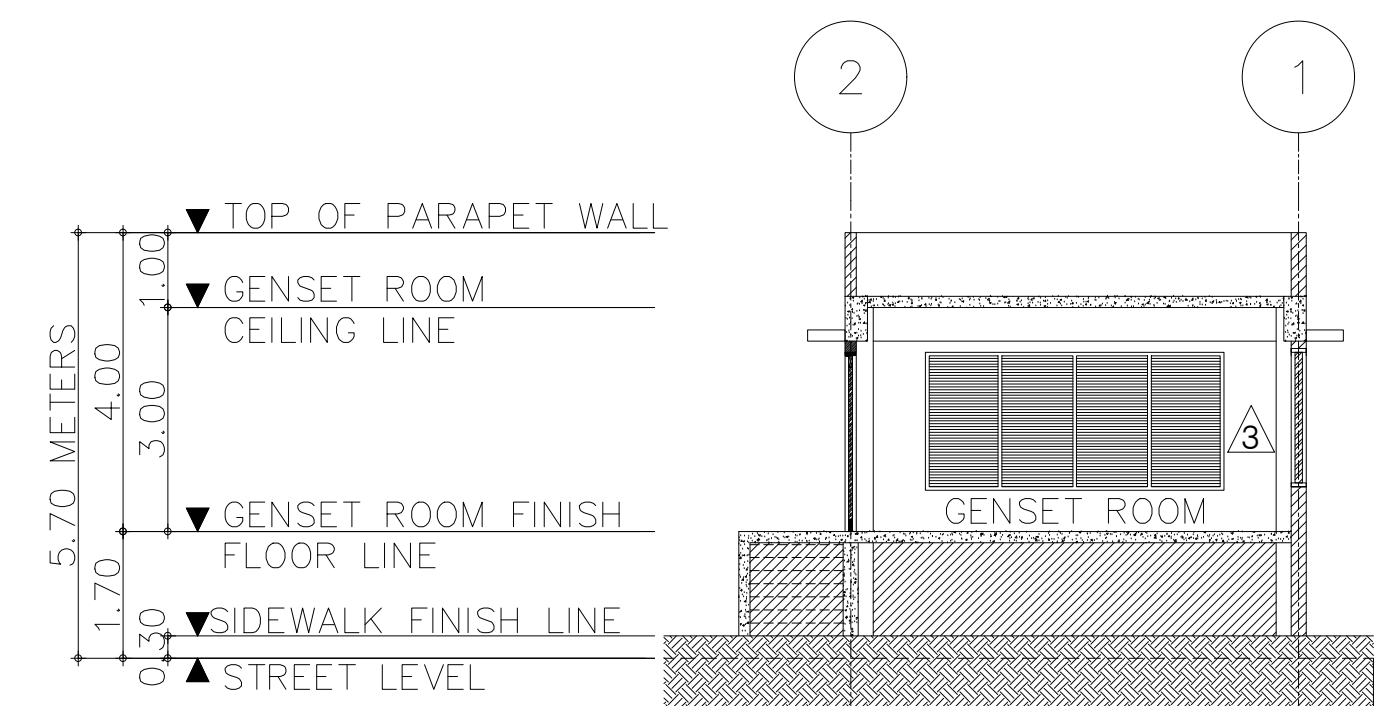 2
1
TOP OF PARAPET WALL
1.00
GENSET ROOM
CEILING LINE
5.70 METERS
4.00
3.00
3
GENSET ROOM
GENSET ROOM FINISH
FLOOR LINE
1.70
0.30
SIDEWALK FINISH LINE
STREET LEVEL